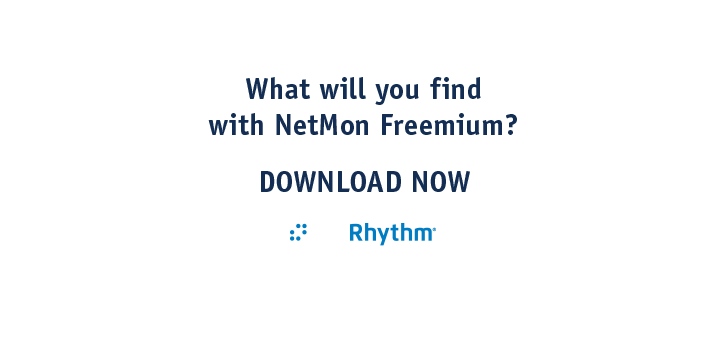 What will you find
with NetMon Freemium?
DOWNLOAD NOW
Rhythm®